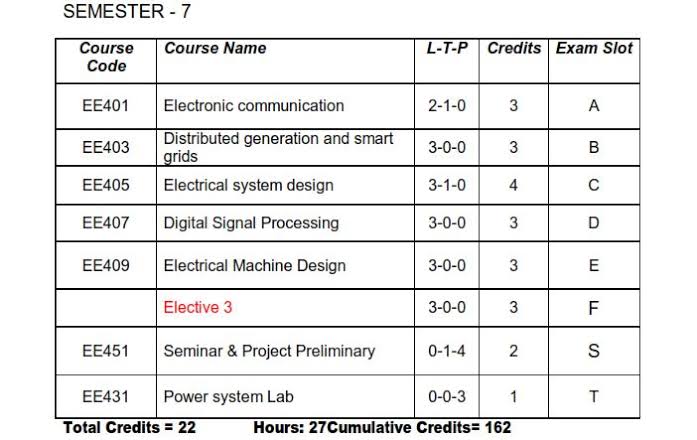 SEMESTER - 7
Course Code Course Name L-T-P Credits Exam Slot
EE401 Electronic communication 2-1-0 3 A
EE403 Distributed generation and smart grids 3-0-0 3 B
EE405 Electrical system design 3-1-0 4 C
EE407 Digital Signal Processing 3-0-0 3 D
EE409 Electrical Machine Design 3-0-0 3 E
Elective 3 3-0-0 3 F
EE451 Seminar & Project Preliminary 0-1-4 2 S
EE431 Power system Lab 0-0-3 1 T
Total Credits = 22 Hours: 27Cumulative Credits= 162